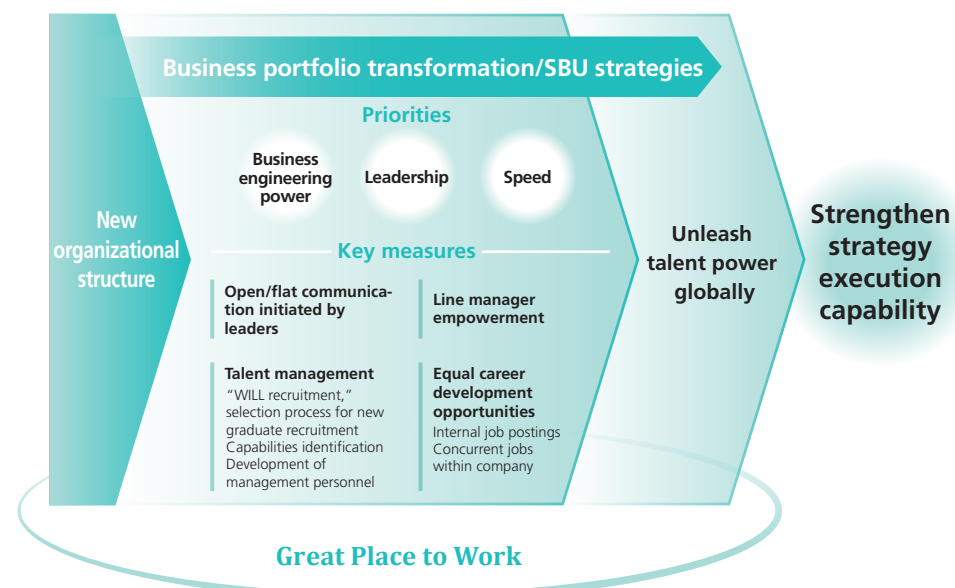 Business portfolio transformation/SBU strategies
New
organizational
structure
Priorities
Business
engineering
power
Leadership
Speed
Key measures
Open/flat communica-
tion initiated by
leaders
Line manager
empowerment
Talent management
“WILL recruitment,”
selection process for new
graduate recruitment
Capabilities identification
Development of
management personnel
Equal career
development
opportunities
Internal job postings
Concurrent jobs
within company
Unleash
talent power
globally
Strengthen
strategy
execution
capability
Great Place to Work